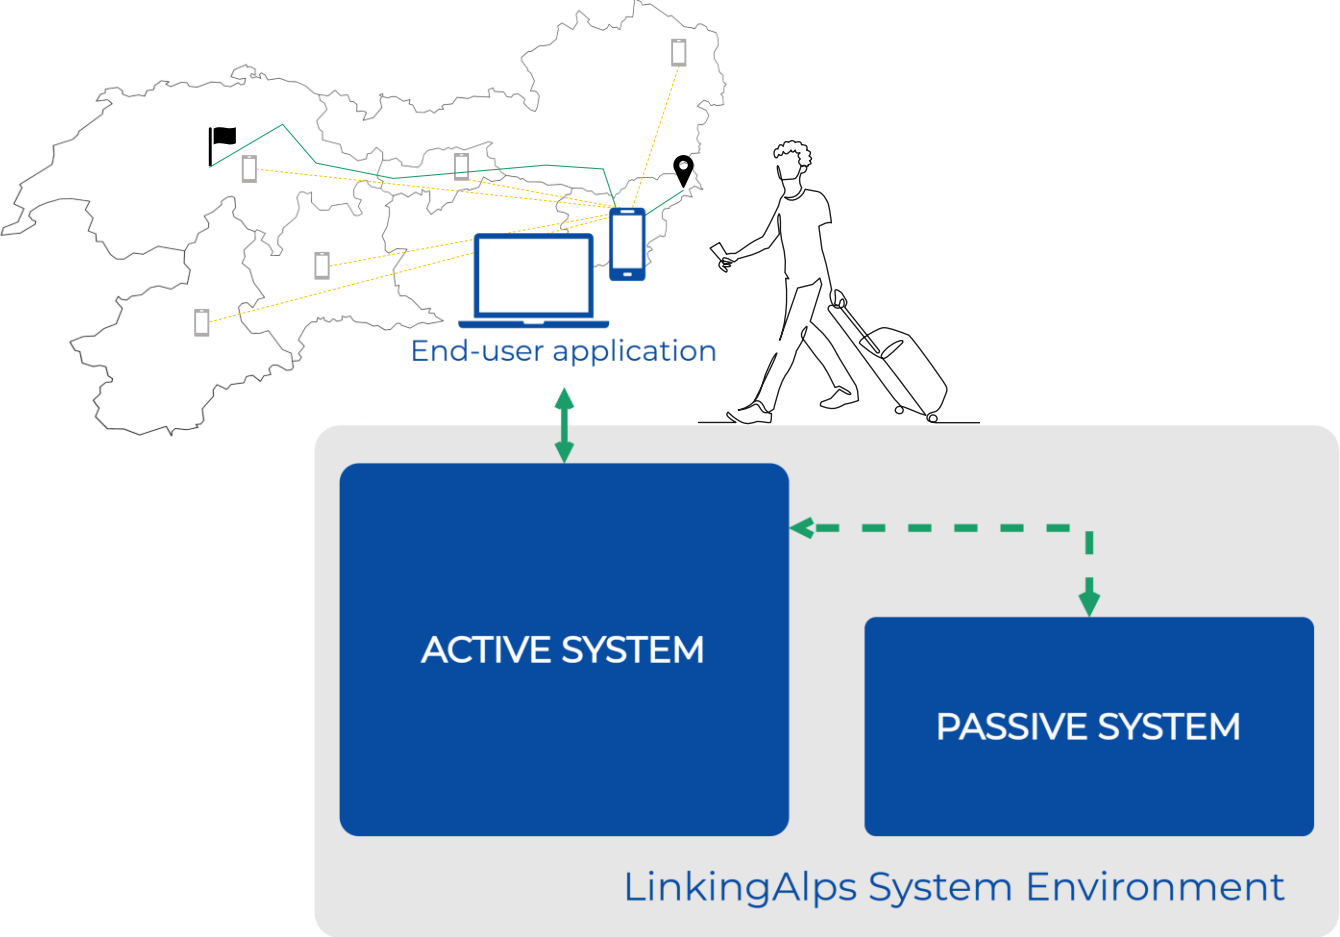 End-user application
ACTIVE SYSTEM
PASSIVE SYSTEM
LinkingAlps System Environment